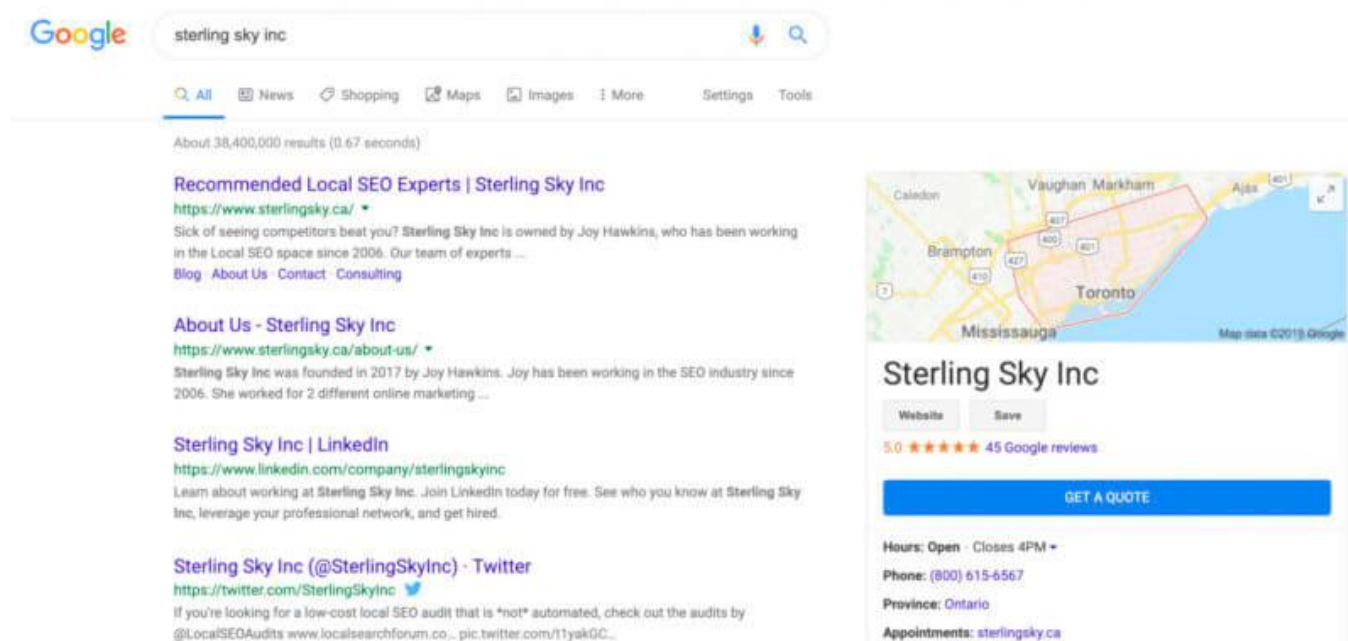 Google
sterling sky inc
All News Shopping Maps Images More Settings Tools
About 38,400,000 results (0.67 seconds)
Recommended Local SEO Experts | Sterling Sky Inc
https://www.sterlingsky.ca/
Sick of seeing competitors beat you? Sterling Sky Inc is owned by Joy Hawkins, who has been working
in the Local SEO space since 2006. Our team of experts ...
Blog · About Us · Contact · Consulting
About Us - Sterling Sky Inc
https://www.sterlingsky.ca/about-us/
Sterling Sky Inc was founded in 2017 by Joy Hawkins. Joy has been working in the SEO industry since
2006. She worked for 2 different online marketing ...
Sterling Sky Inc | LinkedIn
https://www.linkedin.com/company/sterlingskyinc
Learn about working at Sterling Sky Inc. Join LinkedIn today for free. See who you know at Sterling Sky
Inc, leverage your professional network, and get hired.
Sterling Sky Inc (@SterlingSkyInc) · Twitter
https://twitter.com/SterlingSkyInc
If you're looking for a low-cost local SEO audit that is *not* automated, check out the audits by
@LocalSEOAudits www.localsearchforum.co... pic.twitter.com/t1yakGC...
Caledon
Vaughan Markham
Ajax
401
407
400
401
Brampton
427
410
7
Toronto
Mississauga
Map data ©2019 Google
Sterling Sky Inc
Website Save
5.0 ★★★★★ 45 Google reviews
GET A QUOTE
Hours: Open · Closes 4PM
Phone: (800) 615-6567
Province: Ontario
Appointments: sterlingsky.ca